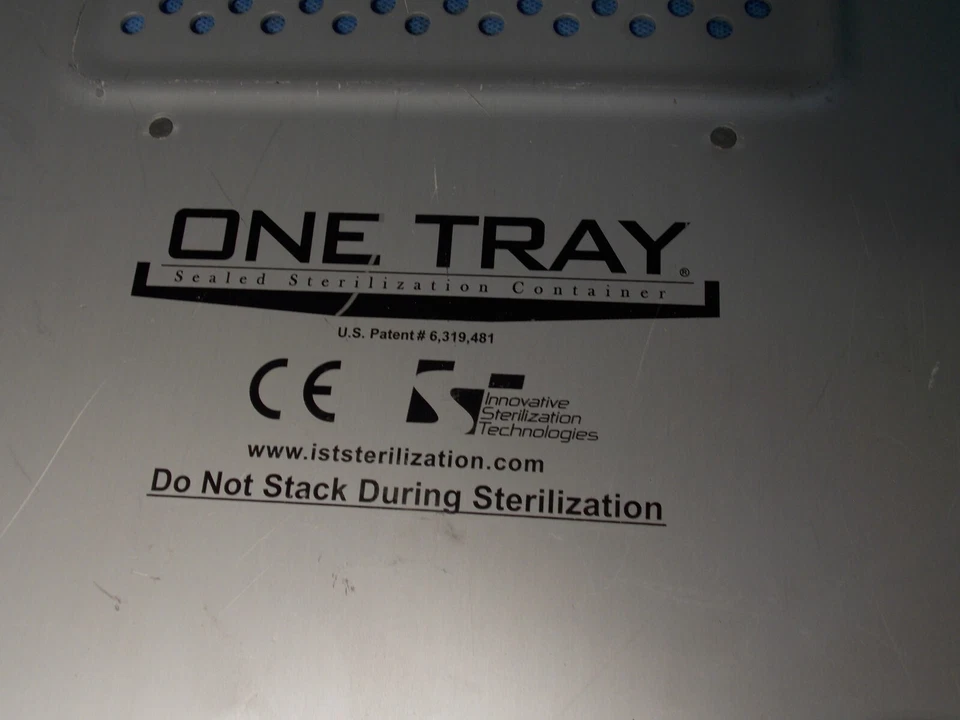 ONE TRAY®
Sealed Sterilization Container
U.S. Patent # 6,319,481
CE
Innovative
Sterilization
Technologies
www.iststerilization.com
Do Not Stack During Sterilization